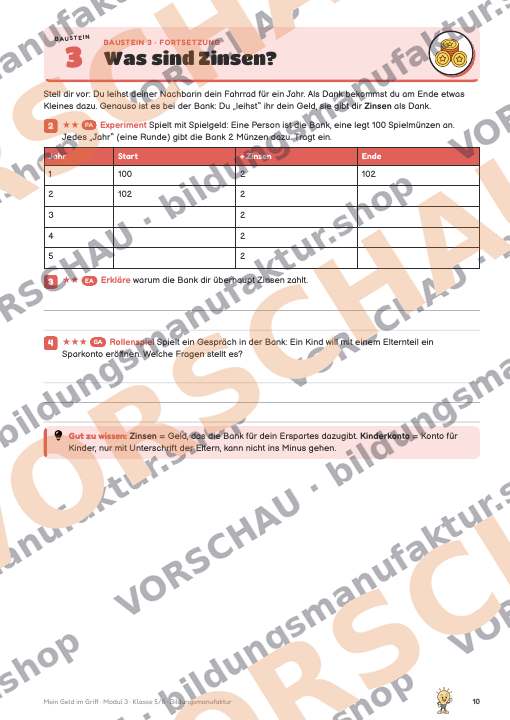 BAUSTEIN
3
BAUSTEIN 3 · FORTSETZUNG
Was sind Zinsen?
Stell dir vor: Du leihst deiner Nachbarin dein Fahrrad für ein Jahr. Als Dank bekommst du am Ende etwas
Kleines dazu. Genauso ist es bei der Bank: Du „leihst“ ihr dein Geld, sie gibt dir Zinsen als Dank.
2 ★★ PA Experiment Spielt mit Spielgeld: Eine Person ist die Bank, eine legt 100 Spielmünzen an.
Jedes „Jahr“ (eine Runde) gibt die Bank 2 Münzen dazu. Tragt ein.
Jahr Start + Zinsen Ende
1 100 2 102
2 102 2
3 2
4 2
5 2
3 ★★ EA Erkläre warum die Bank dir überhaupt Zinsen zahlt.
4 ★★★ GA Rollenspiel Spielt ein Gespräch in der Bank: Ein Kind will mit einem Elternteil ein
Sparkonto eröffnen. Welche Fragen stellt es?
Gut zu wissen: Zinsen = Geld, das die Bank für dein Erspartes dazugibt. Kinderkonto = Konto für
Kinder, nur mit Unterschrift der Eltern, kann nicht ins Minus gehen.
Mein Geld im Griff · Modul 3 · Klasse 5/6 · Bildungsmanufaktur
10
VORSCHAU · bildungsmanufaktur.shop